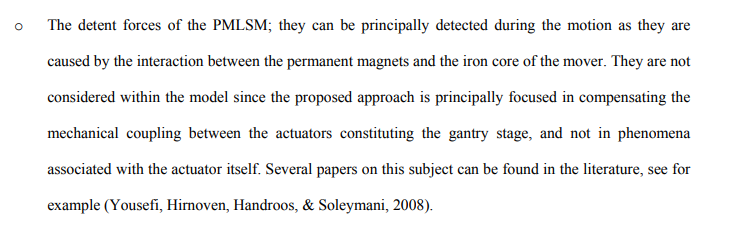 o The detent forces of the PMLSM; they can be principally detected during the motion as they are
caused by the interaction between the permanent magnets and the iron core of the mover. They are not
considered within the model since the proposed approach is principally focused in compensating the
mechanical coupling between the actuators constituting the gantry stage, and not in phenomena
associated with the actuator itself. Several papers on this subject can be found in the literature, see for
example (Yousefi, Hirnoven, Handroos, & Soleymani, 2008).